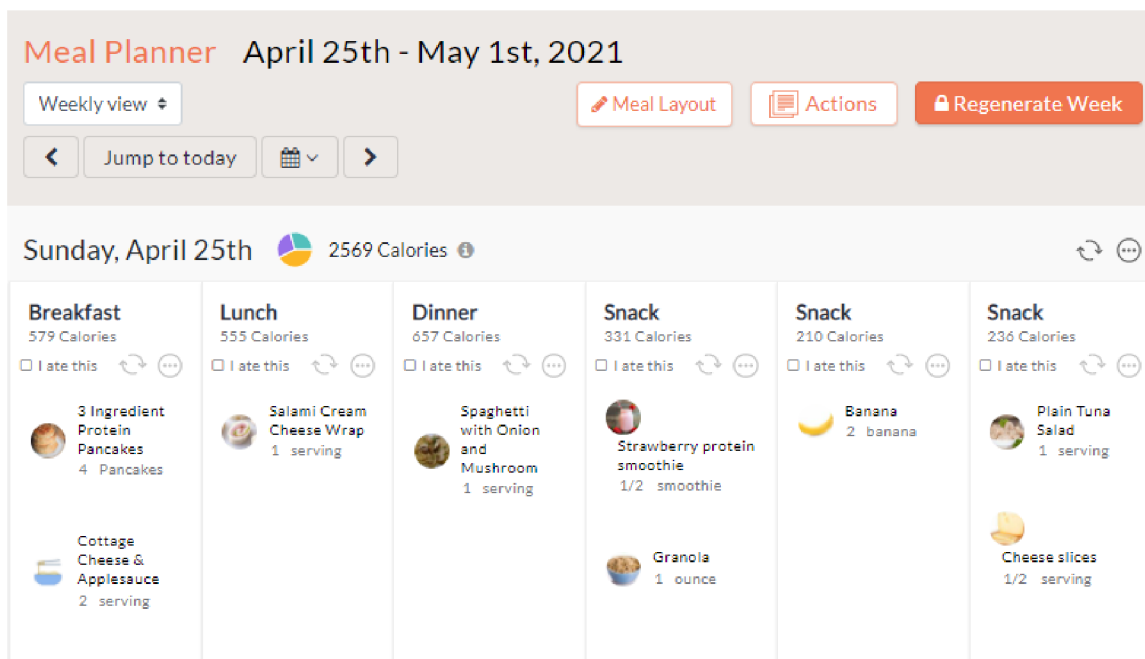 Meal Planner April 25th - May 1st, 2021
Weekly view
Meal Layout
Actions
Regenerate Week
Jump to today
Sunday, April 25th
2569 Calories
Breakfast
579 Calories
I ate this
3 Ingredient
Protein
Pancakes
4 Pancakes
Cottage
Cheese &
Applesauce
2 serving
Lunch
555 Calories
I ate this
Salami Cream
Cheese Wrap
1 serving
Dinner
657 Calories
I ate this
Spaghetti
with Onion
and
Mushroom
1 serving
Snack
331 Calories
I ate this
Strawberry protein
smoothie
1/2 smoothie
Granola
1 ounce
Snack
210 Calories
I ate this
Banana
2 banana
Snack
236 Calories
I ate this
Plain Tuna
Salad
1 serving
Cheese slices
1/2 serving